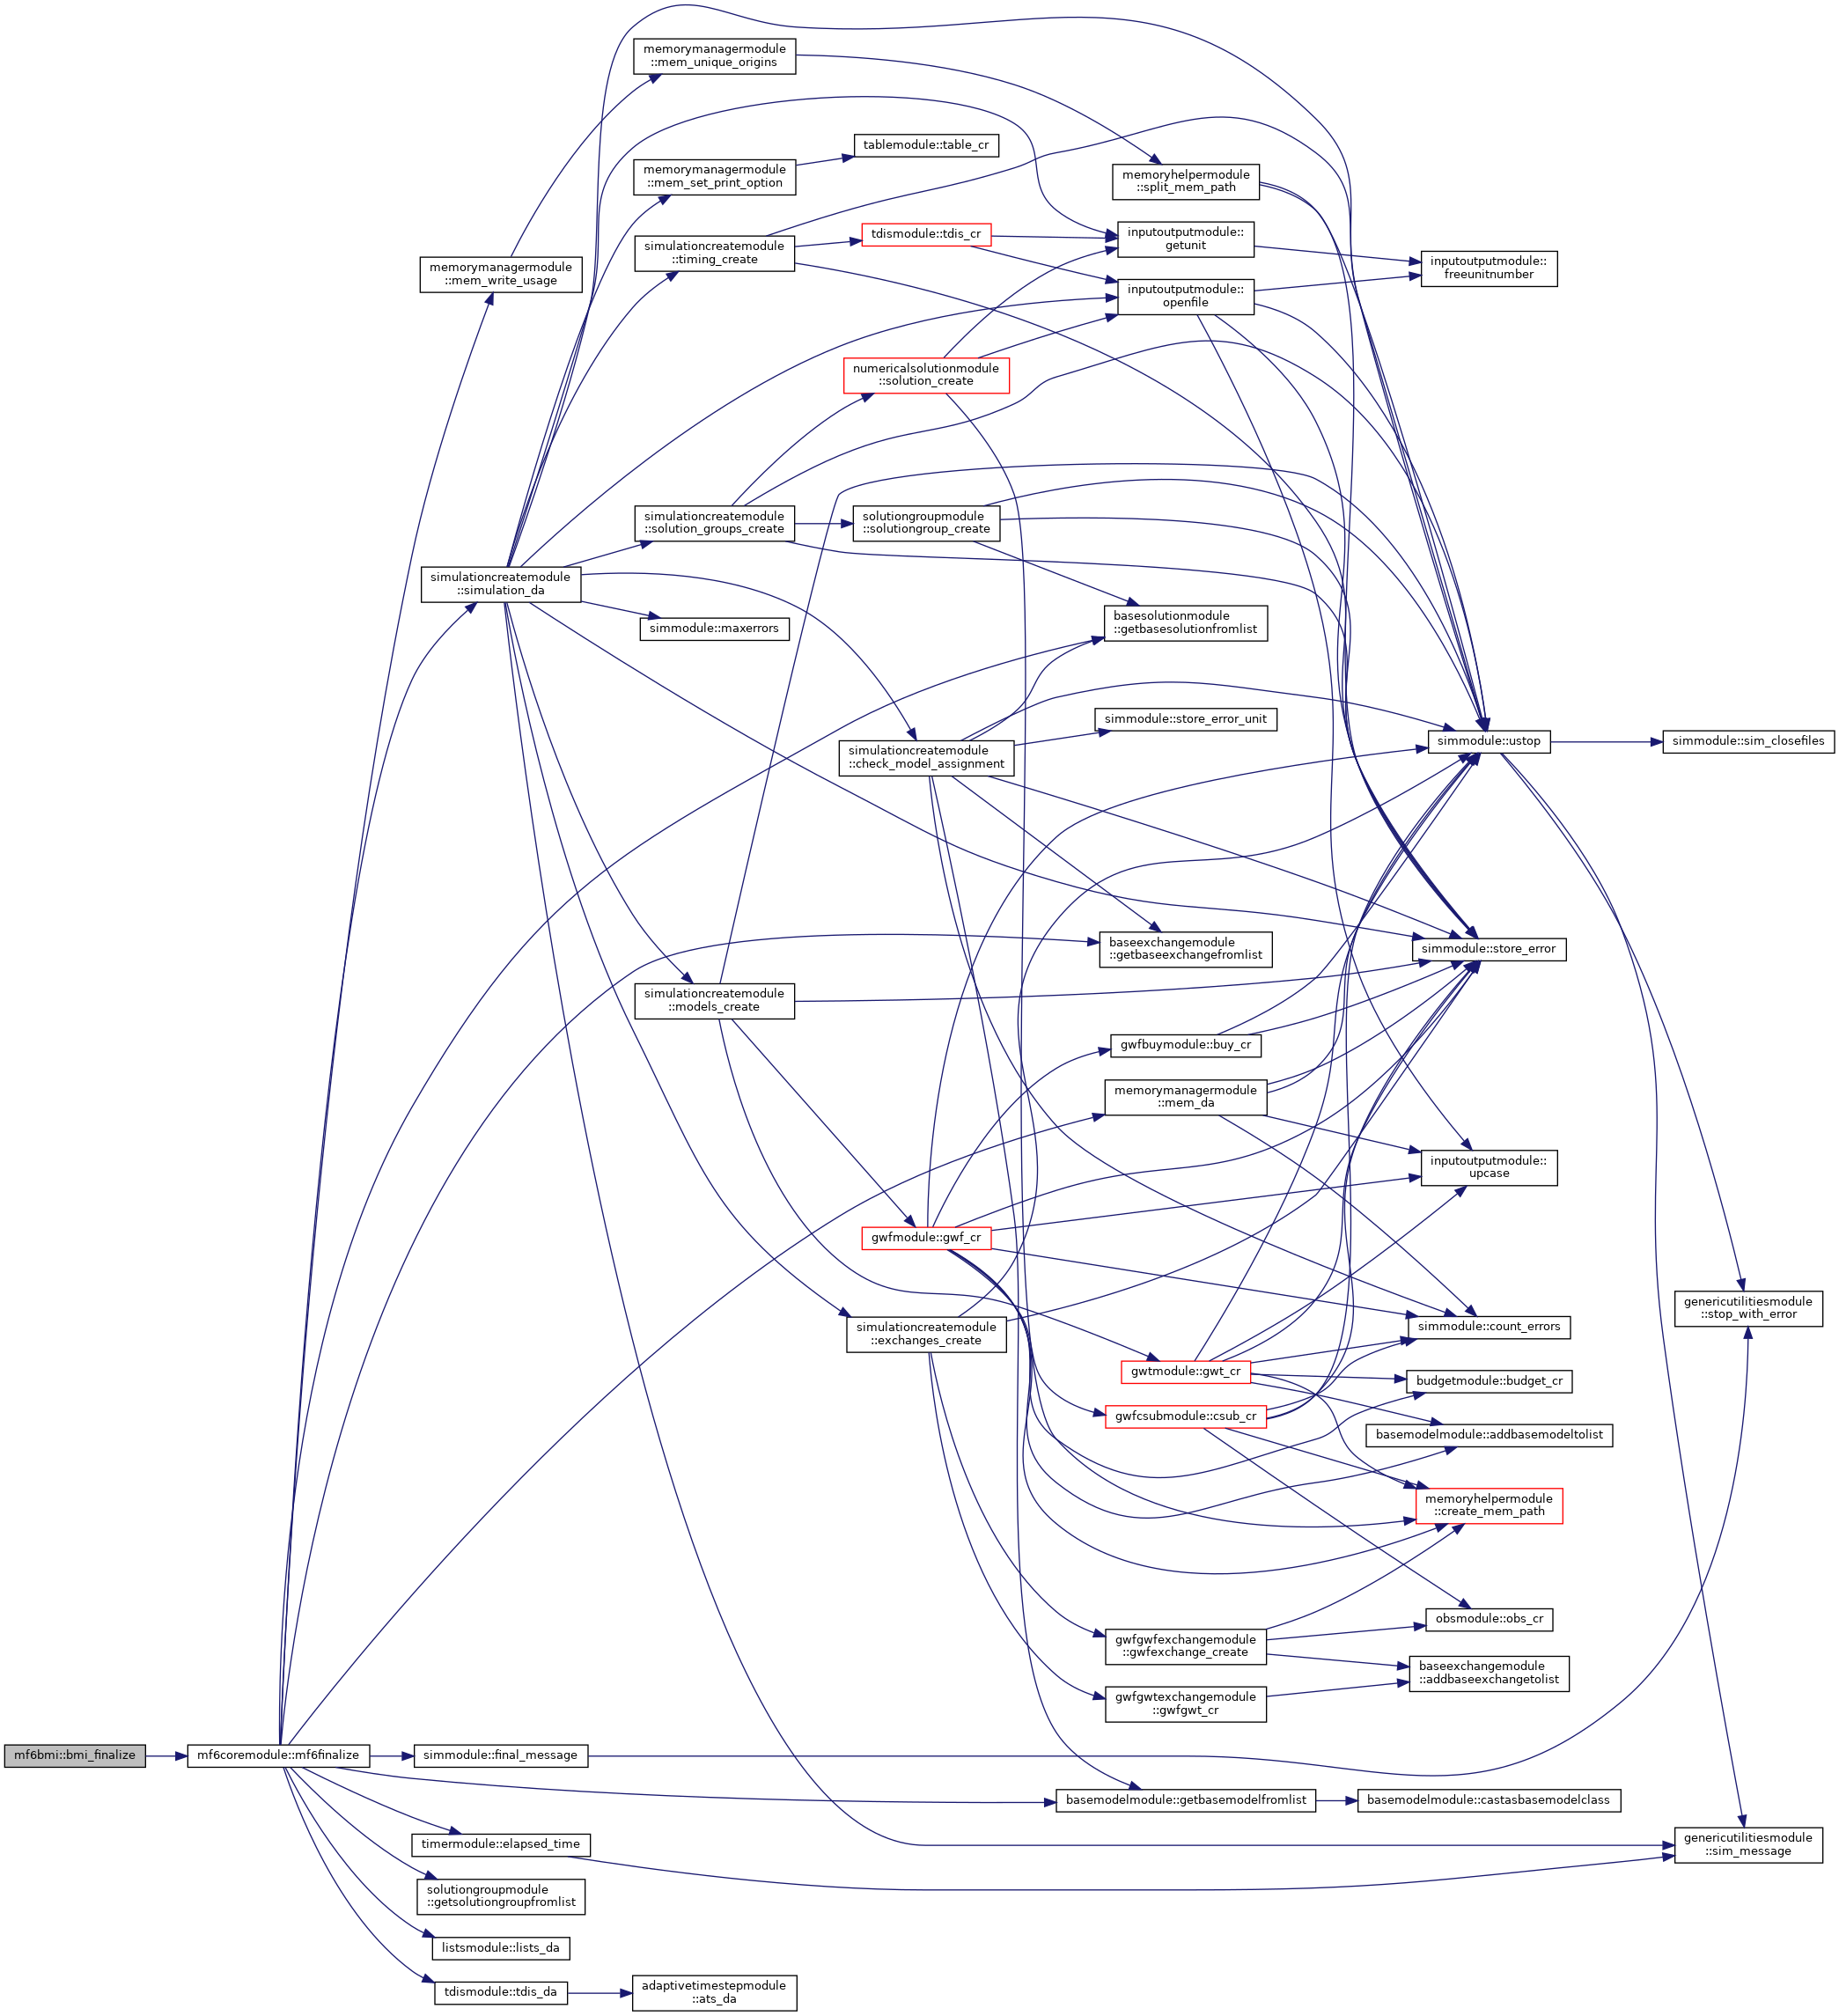 memorymanagermodule
::mem_unique_origins
tablemodule::table_cr
memorymanagermodule
::mem_set_print_option
memoryhelpermodule
::split_mem_path
tdismodule::tdis_cr
inputoutputmodule::
getunit
simulationcreatemodule
::timing_create
memorymanagermodule
::mem_write_usage
inputoutputmodule::
freeunitnumber
inputoutputmodule::
openfile
numericalsolutionmodule
::solution_create
simulationcreatemodule
::solution_groups_create
solutiongroupmodule
::solutiongroup_create
simulationcreatemodule
::simulation_da
simmodule::maxerrors
basesolutionmodule
::getbasesolutionfromlist
simmodule::store_error_unit
simulationcreatemodule
::check_model_assignment
simmodule::ustop
simmodule::sim_closefiles
baseexchangemodule
::getbaseexchangefromlist
simmodule::store_error
simulationcreatemodule
::models_create
gwfbuymodule::buy_cr
memorymanagermodule
::mem_da
inputoutputmodule::
upcase
gwfmodule::gwf_cr
simulationcreatemodule
::exchanges_create
simmodule::count_errors
genericutilitiesmodule
::stop_with_error
gwtmodule::gwt_cr
budgetmodule::budget_cr
gwfcsubmodule::csub_cr
basemodelmodule::addbasemodeltolist
memoryhelpermodule
::create_mem_path
obsmodule::obs_cr
gwfgwfexchangemodule
::gwfexchange_create
baseexchangemodule
::addbaseexchangetolist
gwfgwtexchangemodule
::gwfgwt_cr
mf6bmi::bmi_finalize
mf6coremodule::mf6finalize
simmodule::final_message
basemodelmodule::getbasemodelfromlist
basemodelmodule::castasbasemodelclass
timermodule::elapsed_time
genericutilitiesmodule
::sim_message
solutiongroupmodule
::getsolutiongroupfromlist
listsmodule::lists_da
tdismodule::tdis_da
adaptivetimestepmodule
::ats_da